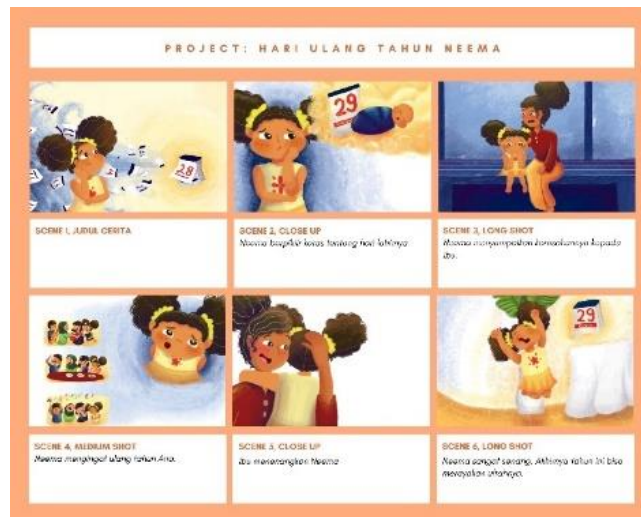 PROJECT: HARI ULANG TAHUN NEEMA
28
29
SCENE 1, JUDUL CERITA
SCENE 2, CLOSE UP
Neema berpikir keras tentang hari lahirnya
SCENE 3, LONG SHOT
Neema menyampaikan keresahannya kepada
ibu.
29
SCENE 4, MEDIUM SHOT
Neema mengingat ulang tahun Ana.
SCENE 5, CLOSE UP
Ibu menenangkan Neema
SCENE 6, LONG SHOT
Neema sangat senang. Akhirnya tahun ini bisa
merayakan ultahnya.